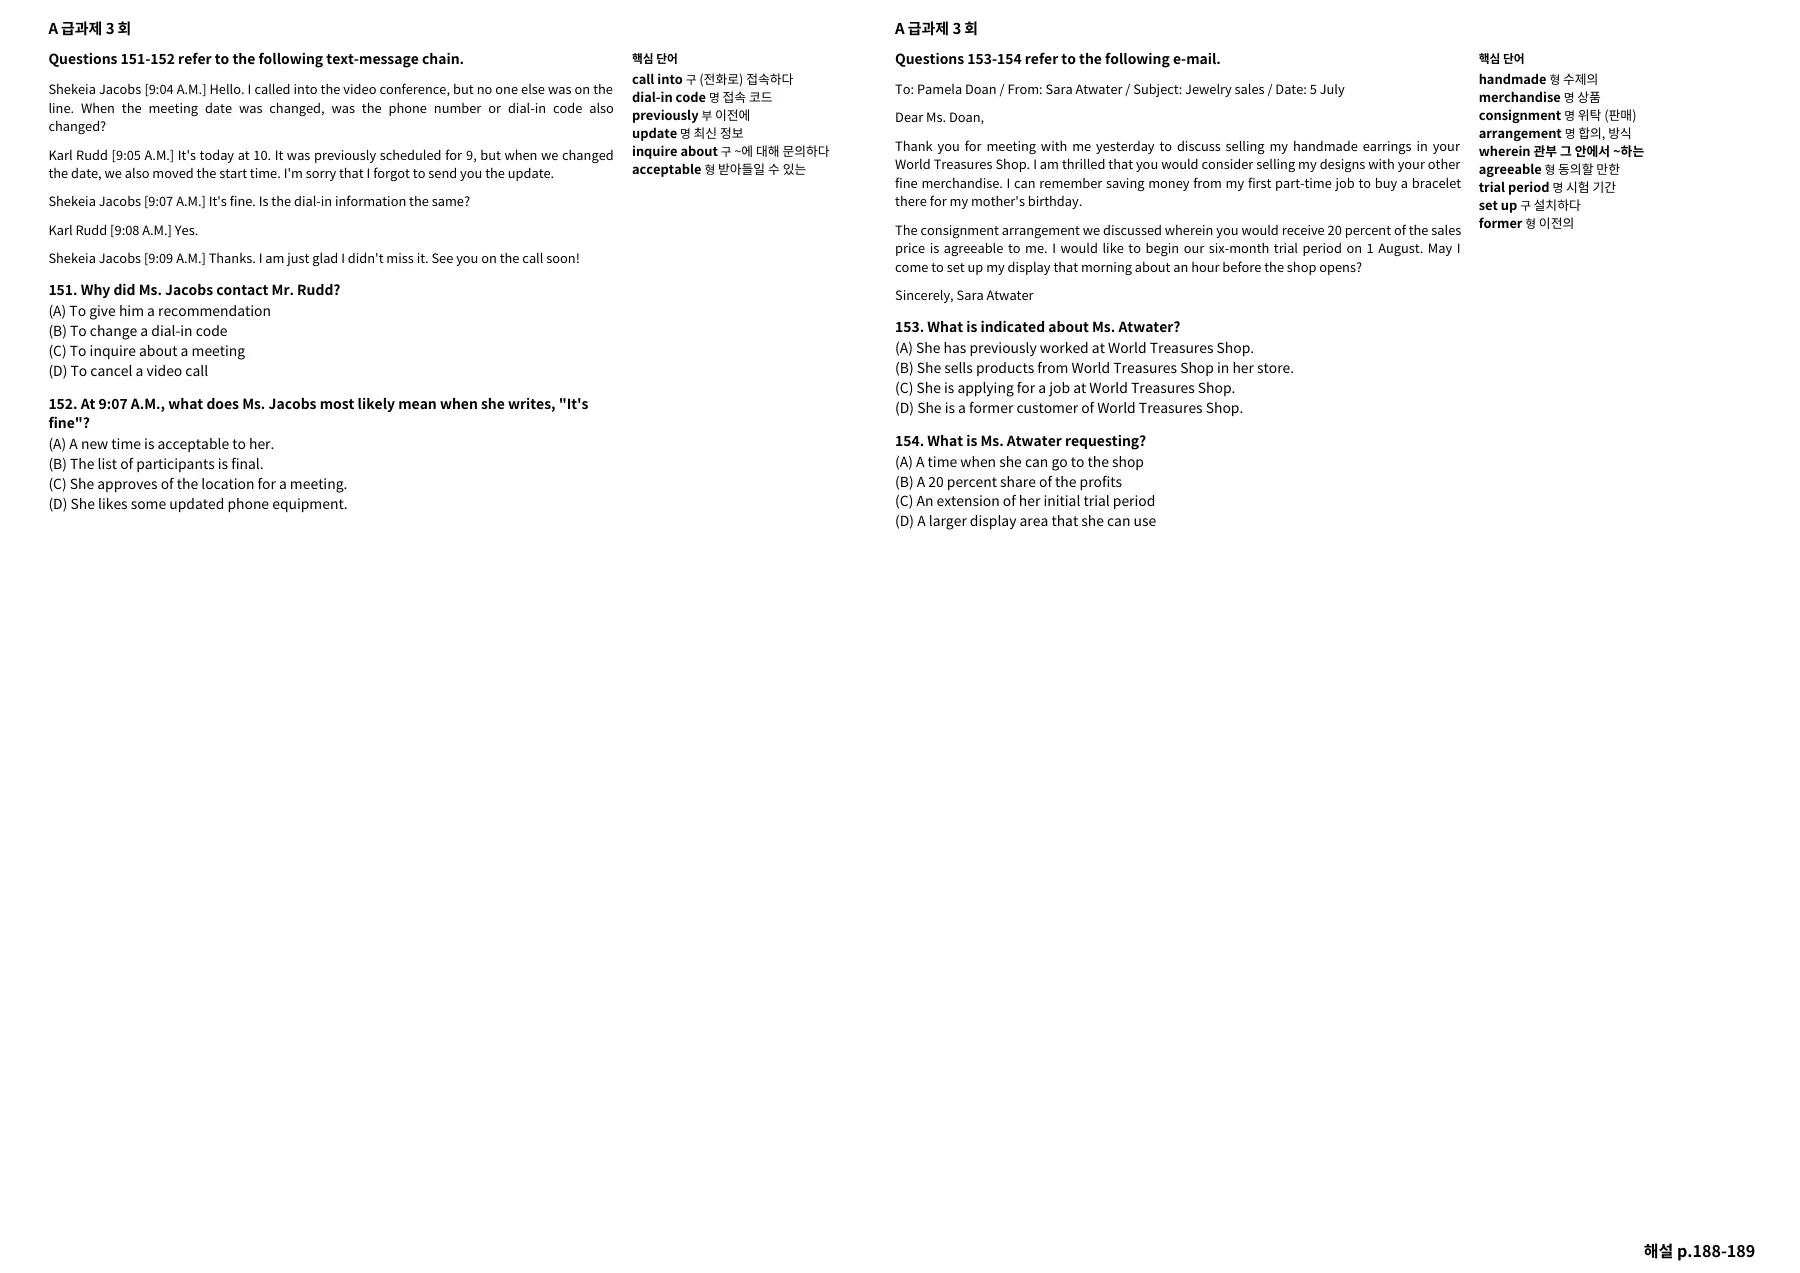 A 급과제 3 회
Questions 151-152 refer to the following text-message chain.
Shekeia Jacobs [9:04 A.M.] Hello. I called into the video conference, but no one else was on the
line. When the meeting date was changed, was the phone number or dial-in code also
changed?
Karl Rudd [9:05 A.M.] It's today at 10. It was previously scheduled for 9, but when we changed
the date, we also moved the start time. I'm sorry that I forgot to send you the update.
Shekeia Jacobs [9:07 A.M.] It's fine. Is the dial-in information the same?
Karl Rudd [9:08 A.M.] Yes.
Shekeia Jacobs [9:09 A.M.] Thanks. I am just glad I didn't miss it. See you on the call soon!
151. Why did Ms. Jacobs contact Mr. Rudd?
(A) To give him a recommendation
(B) To change a dial-in code
(C) To inquire about a meeting
(D) To cancel a video call
152. At 9:07 A.M., what does Ms. Jacobs most likely mean when she writes, "It's
fine"?
(A) A new time is acceptable to her.
(B) The list of participants is final.
(C) She approves of the location for a meeting.
(D) She likes some updated phone equipment.
핵심 단어
call into 구 (전화로) 접속하다
dial-in code 명 접속 코드
previously 부 이전에
update 명 최신 정보
inquire about 구 ~에 대해 문의하다
acceptable 형 받아들일 수 있는
A 급과제 3 회
Questions 153-154 refer to the following e-mail.
To: Pamela Doan / From: Sara Atwater / Subject: Jewelry sales / Date: 5 July
Dear Ms. Doan,
Thank you for meeting with me yesterday to discuss selling my handmade earrings in your
World Treasures Shop. I am thrilled that you would consider selling my designs with your other
fine merchandise. I can remember saving money from my first part-time job to buy a bracelet
there for my mother's birthday.
The consignment arrangement we discussed wherein you would receive 20 percent of the sales
price is agreeable to me. I would like to begin our six-month trial period on 1 August. May I
come to set up my display that morning about an hour before the shop opens?
Sincerely, Sara Atwater
153. What is indicated about Ms. Atwater?
(A) She has previously worked at World Treasures Shop.
(B) She sells products from World Treasures Shop in her store.
(C) She is applying for a job at World Treasures Shop.
(D) She is a former customer of World Treasures Shop.
154. What is Ms. Atwater requesting?
(A) A time when she can go to the shop
(B) A 20 percent share of the profits
(C) An extension of her initial trial period
(D) A larger display area that she can use
핵심 단어
handmade 형 수제의
merchandise 명 상품
consignment 명 위탁 (판매)
arrangement 명 합의, 방식
wherein 관부 그 안에서 ~하는
agreeable 형 동의할 만한
trial period 명 시험 기간
set up 구 설치하다
former 형 이전의
해설 p.188-189